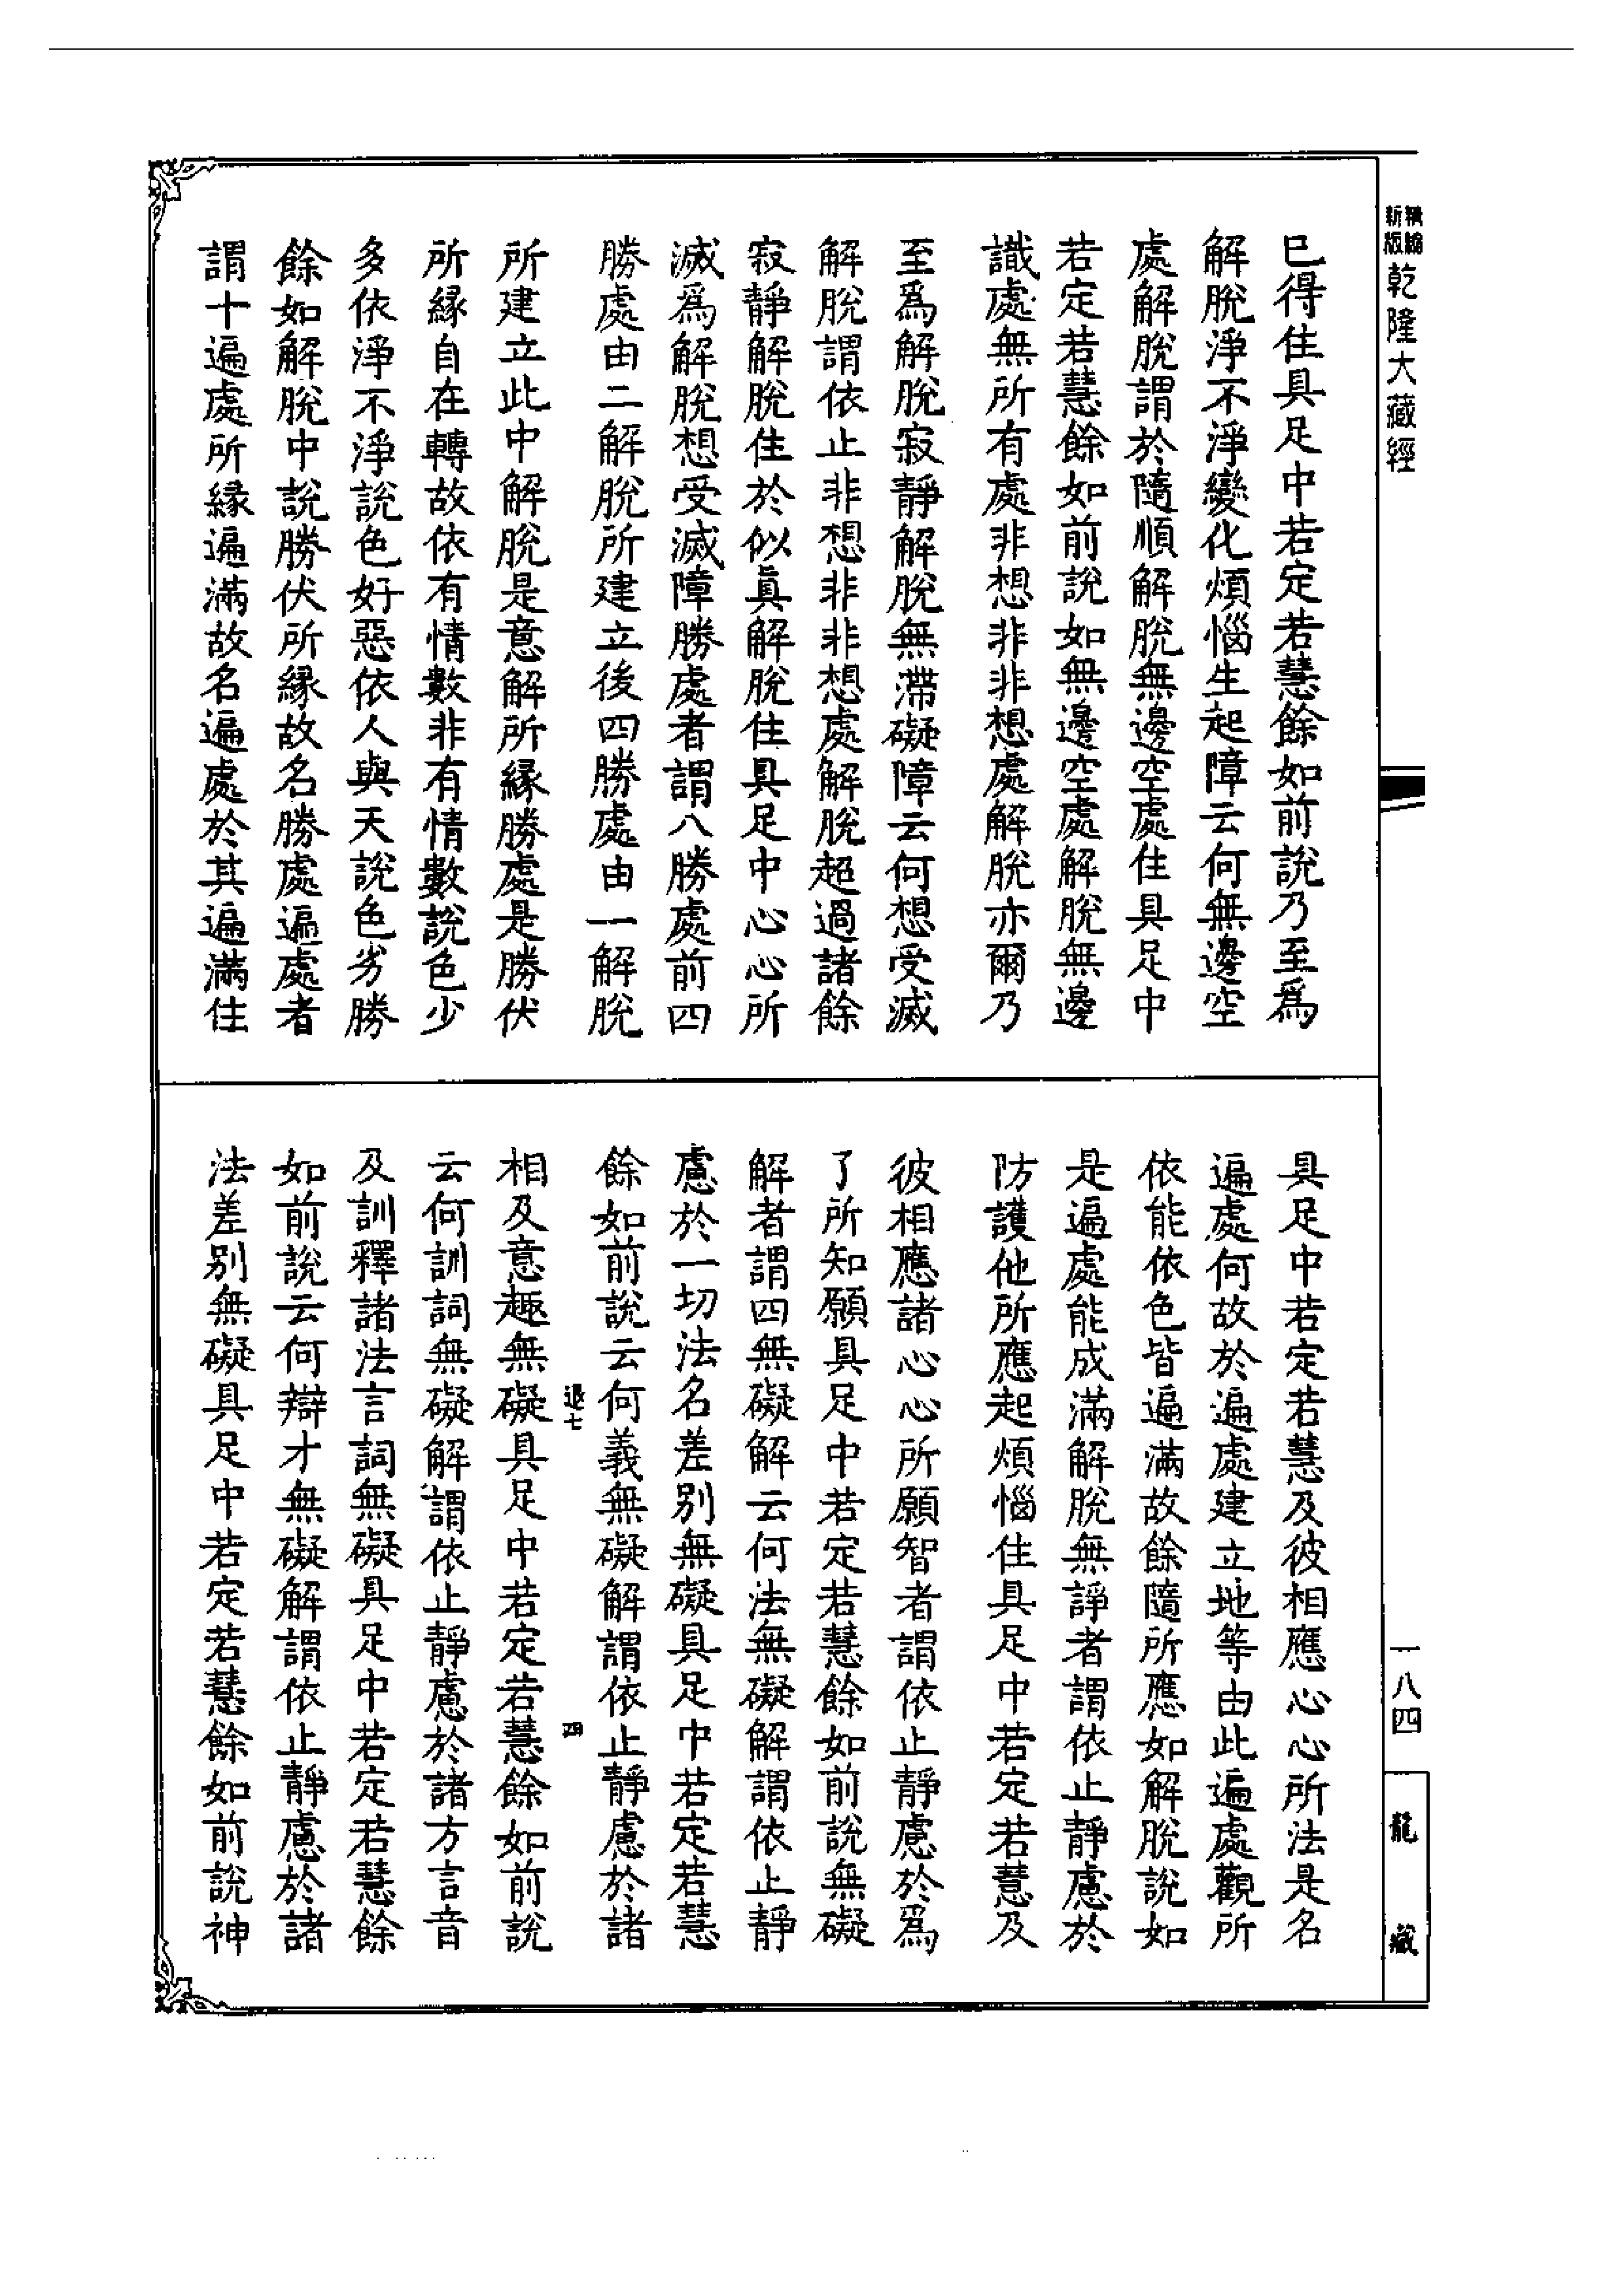 精編
新版
乾隆大藏經
已得住具足中若定若慧餘如前說乃至爲
解脫淨不淨變化煩惱生起障云何無邊空
處解脫謂於隨順解脫無邊空處住具足中
若定若慧餘如前說如無邊空處解脫無邊
識處無所有處非想非非想處解脫亦爾乃
至爲解脫寂靜解脫無滯礙障云何想受滅
解脫謂依止非想非非想處解脫超過諸餘
寂靜解脫住於似眞解脫住具足中心心所
滅爲解脫想受滅障勝處者謂八勝處前四
勝處由二解脫所建立後四勝處由一解脫
所建立此中解脫是意解所緣勝處是勝伏
所緣自在轉故依有情數非有情數說色少
多依淨不淨說色好惡依人與天說色劣勝
餘如解脫中說勝伏所緣故名勝處遍處者
謂十遍處所緣遍滿故名遍處於其遍滿住
具足中若定若慧及彼相應心心所法是名
遍處何故於遍處建立地等由此遍處觀所
依能依色皆遍滿故餘隨所應如解脫說如
是遍處能成滿解脫無諍者謂依止靜慮於
防護他所應起煩惱住具足中若定若慧及
彼相應諸心心所願智者謂依止靜慮於爲
了所知願具足中若定若慧餘如前說無礙
解者謂四無礙解云何法無礙解謂依止靜
慮於一切法名差別無礙具足中若定若慧
餘如前說云何義無礙解謂依止靜慮於諸
退七
四
相及意趣無礙具足中若定若慧餘如前說
云何訓詞無礙解謂依止靜慮於諸方言音
及訓釋諸法言詞無礙具足中若定若慧餘
如前說云何辯才無礙解謂依止靜慮於諸
法差別無礙具足中若定若慧餘如前說神
一八四
龍藏